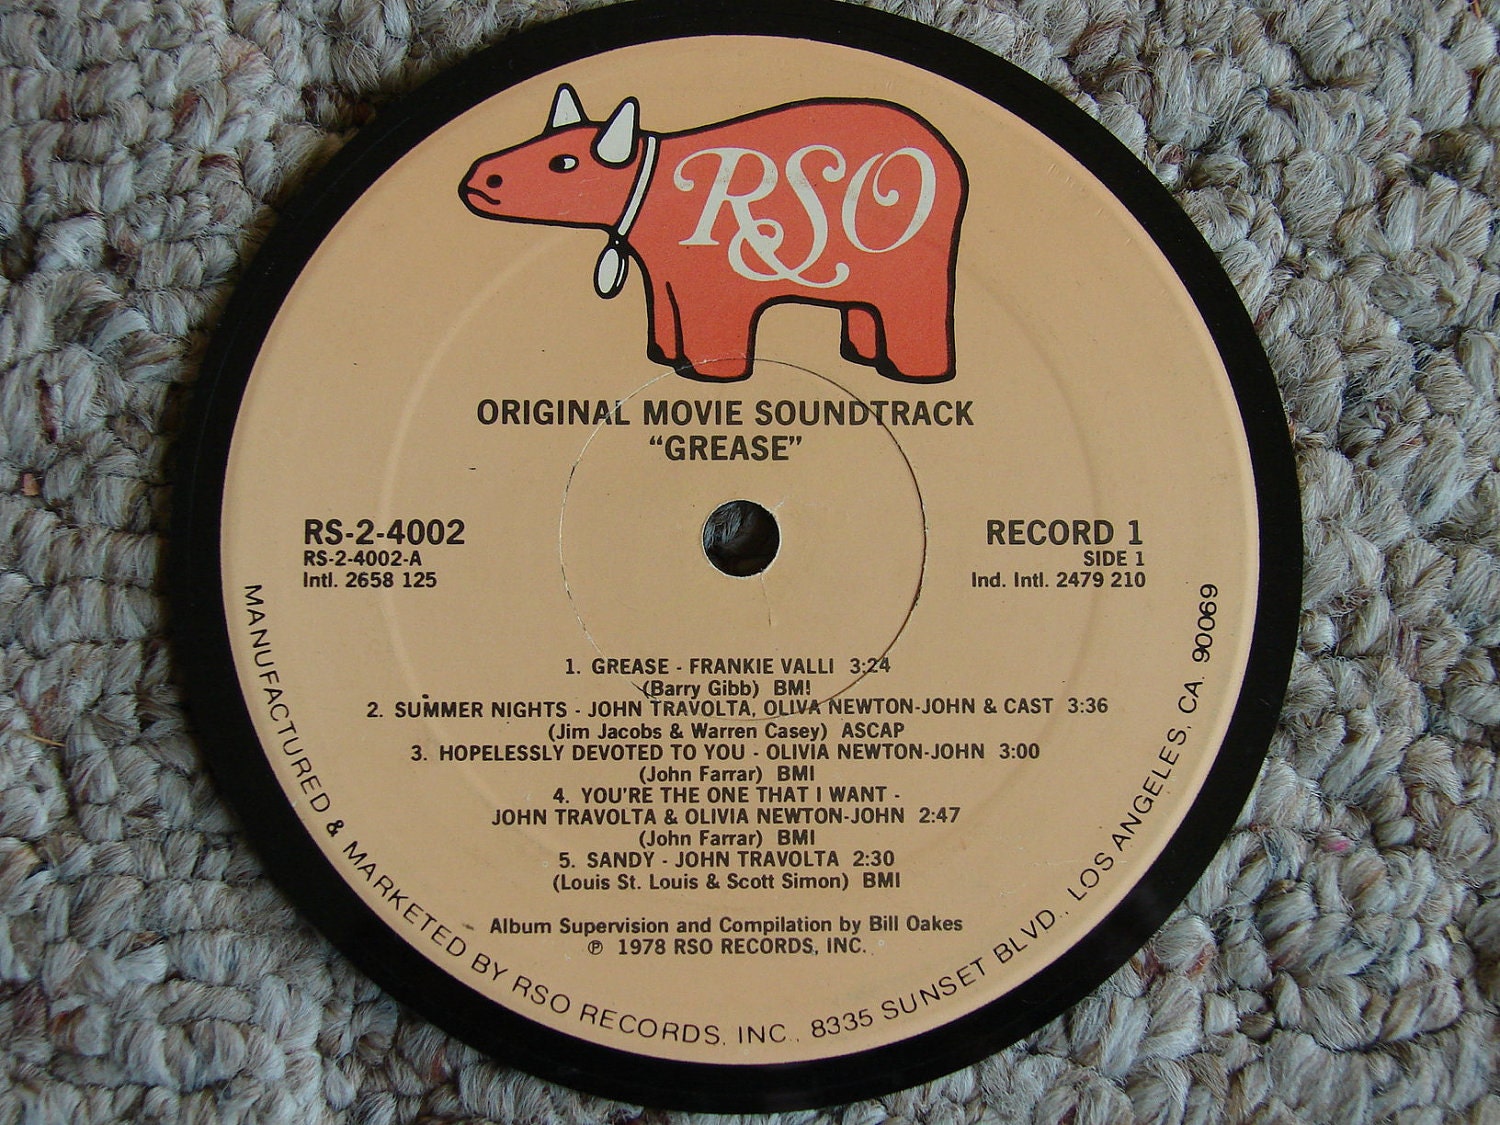 RSO
ORIGINAL MOVIE SOUNDTRACK
“GREASE”
RS-2-4002
RS-2-4002-A
Intl. 2658 125
RECORD 1
SIDE 1
Ind. Intl. 2479 210
1. GREASE - FRANKIE VALLI 3:24
(Barry Gibb) BMI
2. SUMMER NIGHTS - JOHN TRAVOLTA, OLIVA NEWTON-JOHN & CAST 3:36
(Jim Jacobs & Warren Casey) ASCAP
3. HOPELESSLY DEVOTED TO YOU - OLIVIA NEWTON-JOHN 3:00
(John Farrar) BMI
4. YOU'RE THE ONE THAT I WANT -
JOHN TRAVOLTA & OLIVIA NEWTON-JOHN 2:47
(John Farrar) BMI
5. SANDY - JOHN TRAVOLTA 2:30
(Louis St. Louis & Scott Simon) BMI
Album Supervision and Compilation by Bill Oakes
℗ 1978 RSO RECORDS, INC.
MANUFACTURED & MARKETED BY RSO RECORDS, INC., 8335 SUNSET BLVD., LOS ANGELES, CA. 90069